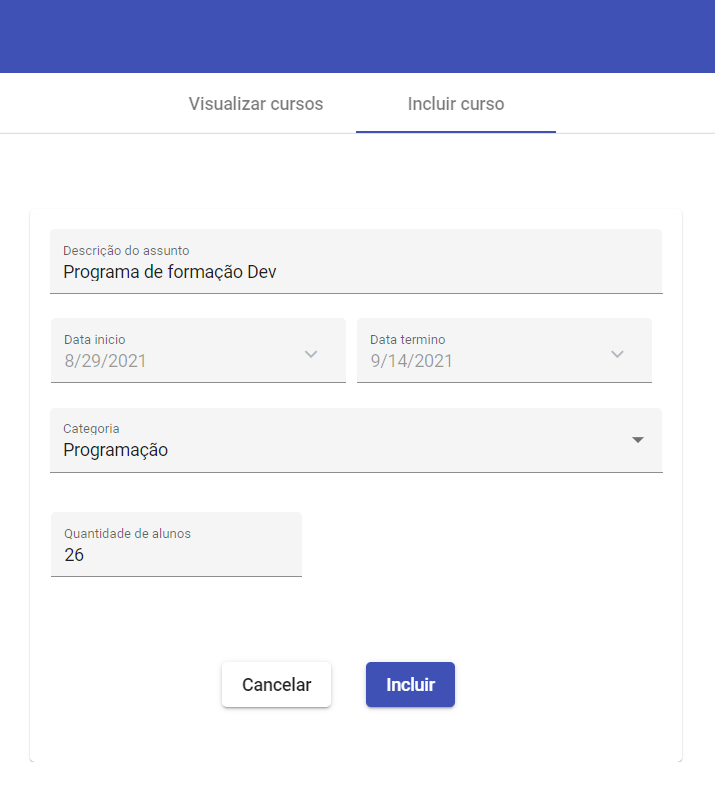 Visualizar cursos Incluir curso
Descrição do assunto
Programa de formação Dev
Data inicio Data termino
8/29/2021 9/14/2021
Categoria
Programação
Quantidade de alunos
26
Cancelar Incluir